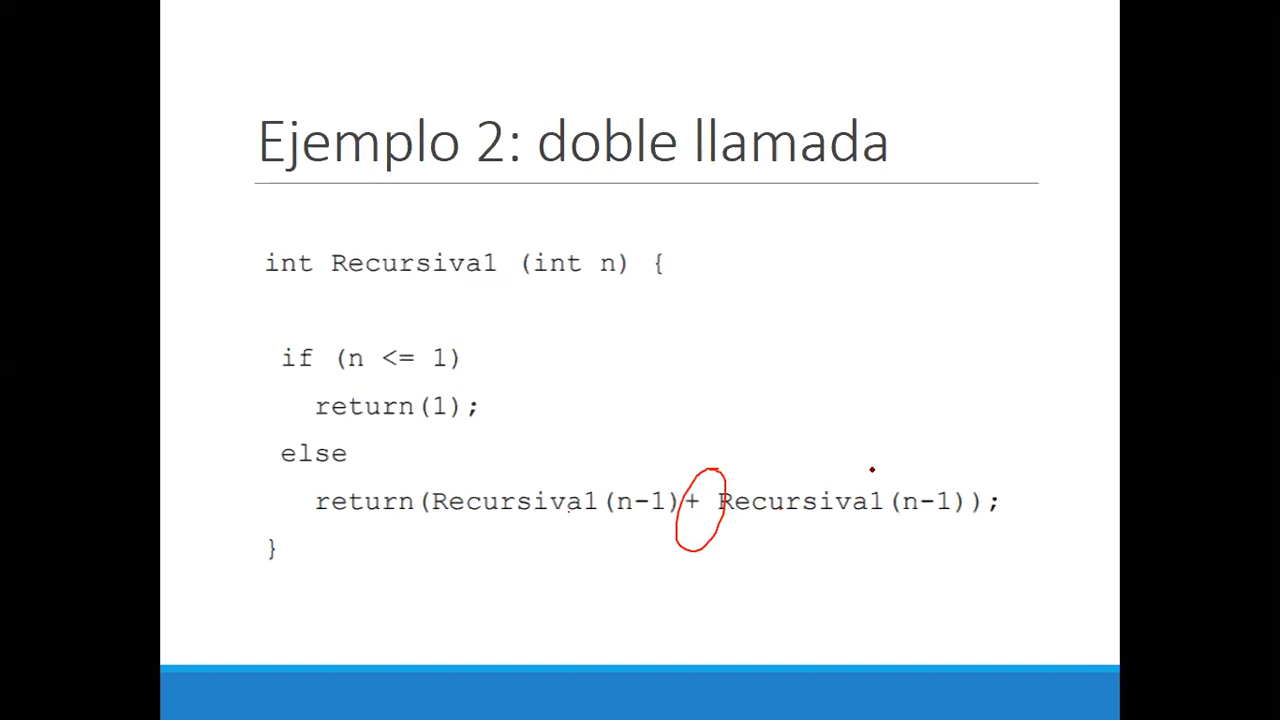 Ejemplo 2: doble llamada
int Recursiva1 (int n) {
if (n <= 1)
return(1);
else
return(Recursiva1(n-1)+ Recursiva1(n-1));
}